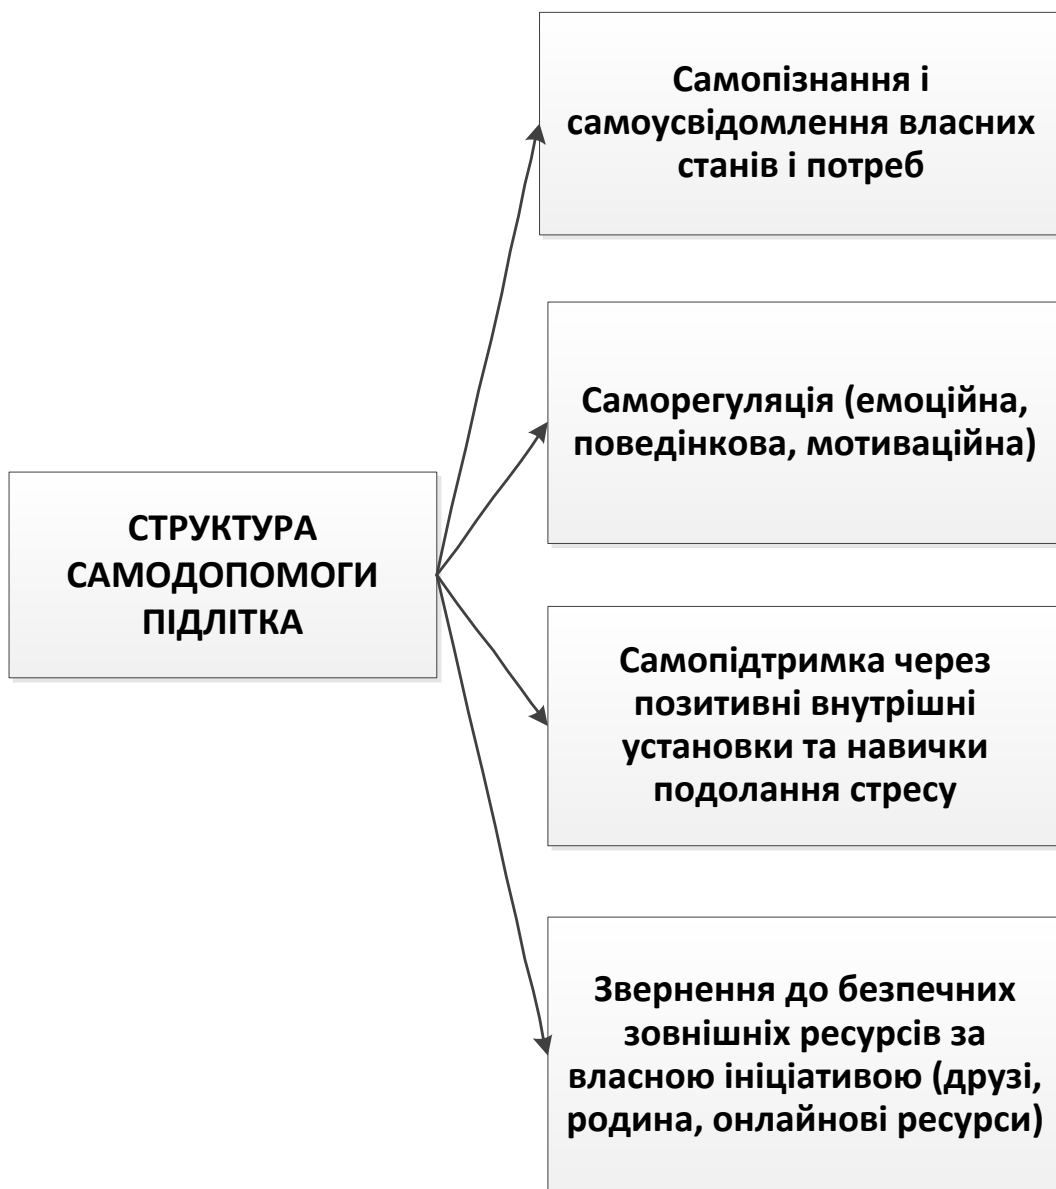 Самопізнання і
самоусвідомлення власних
станів і потреб
Саморегуляція (емоційна,
поведінкова, мотиваційна)
СТРУКТУРА
САМОДОПОМОГИ
ПІДЛІТКА
Самопідтримка через
позитивні внутрішні
установки та навички
подолання стресу
Звернення до безпечних
зовнішніх ресурсів за
власною ініціативою (друзі,
родина, онлайнові ресурси)